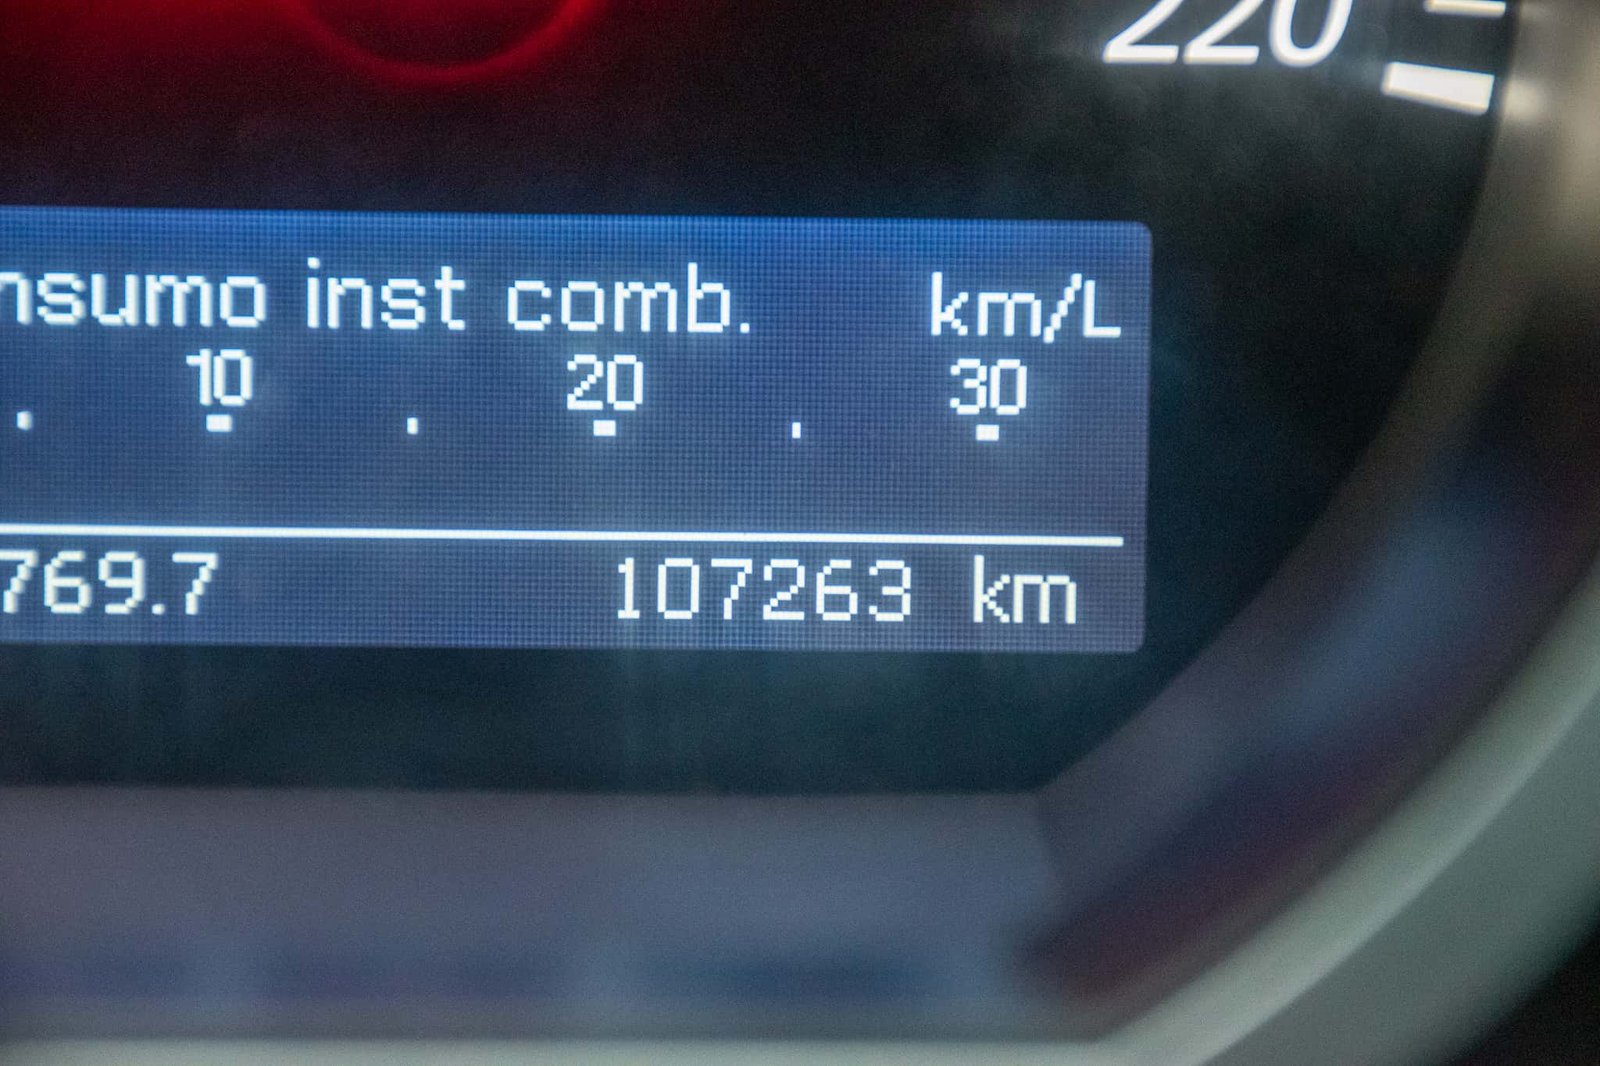 220
nsumo inst comb. km/L
10 20 30
769.7 107263 km